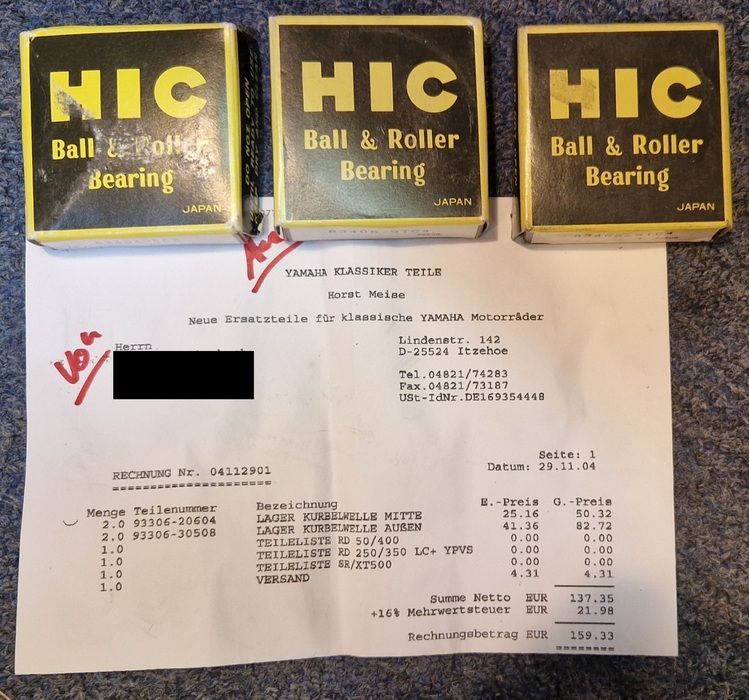 HIC
Ball & Roller
Bearing
JAPAN
DO NOT OPEN
HIC
Ball & Roller
Bearing
JAPAN
HIC
Ball & Roller
Bearing
JAPAN
YAMAHA KLASSIKER TEILE
Horst Meise
Neue Ersatzteile für klassische YAMAHA Motorräder
Von
Herrn
Lindenstr. 142
D-25524 Itzehoe
Tel.04821/74283
Fax.04821/73187
USt-IdNr.DE169354448
Seite: 1
Datum: 29.11.04
RECHNUNG Nr. 04112901
=====================
Menge Teilenummer Bezeichnung E.-Preis G.-Preis
2.0 93306-20604 LAGER KURBELWELLE MITTE 25.16 50.32
2.0 93306-30508 LAGER KURBELWELLE AUßEN 41.36 82.72
1.0 TEILELISTE RD 50/400 0.00 0.00
1.0 TEILELISTE RD 250/350 LC+ YPVS 0.00 0.00
1.0 TEILELISTE SR/XT500 0.00 0.00
1.0 VERSAND 4.31 4.31
Summe Netto EUR 137.35
+16% Mehrwertsteuer EUR 21.98
Rechnungsbetrag EUR 159.33
========